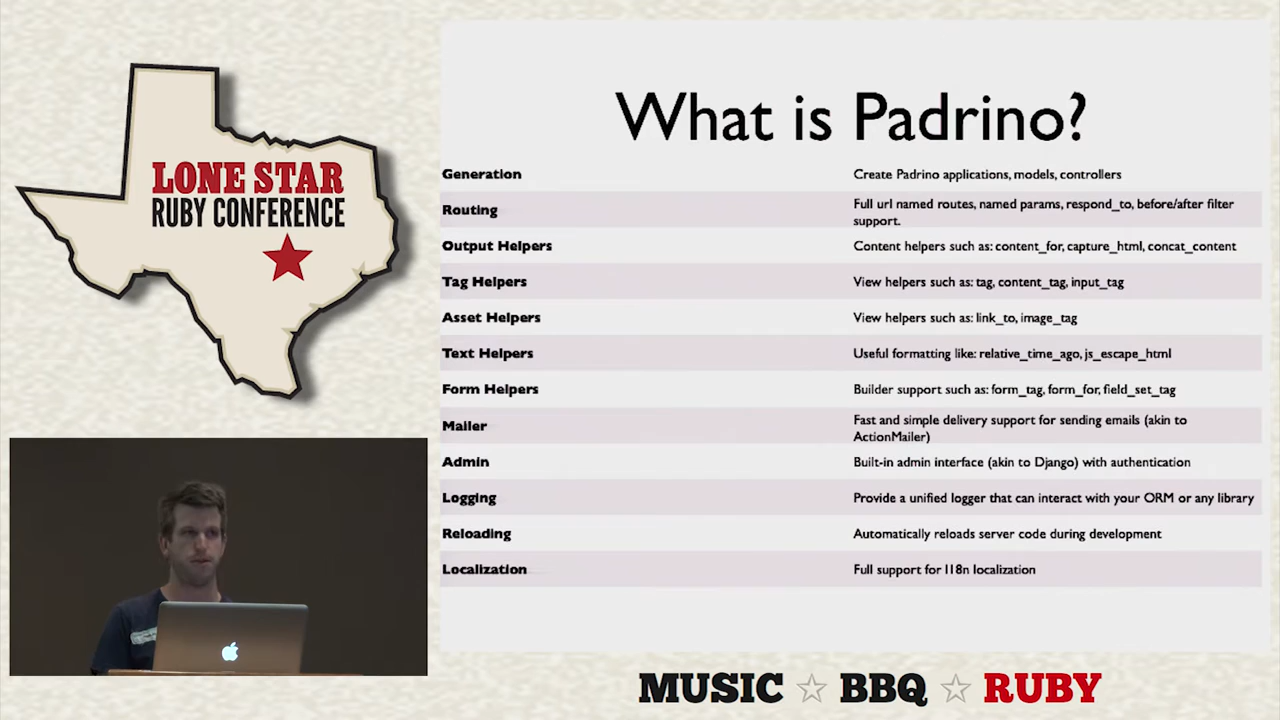 LONE STAR
RUBY CONFERENCE
What is Padrino?
Generation
Create Padrino applications, models, controllers
Routing
Full url named routes, named params, respond_to, before/after filter
support.
Output Helpers
Content helpers such as: content_for, capture_html, concat_content
Tag Helpers
View helpers such as: tag, content_tag, input_tag
Asset Helpers
View helpers such as: link_to, image_tag
Text Helpers
Useful formatting like: relative_time_ago, js_escape_html
Form Helpers
Builder support such as: form_tag, form_for, field_set_tag
Mailer
Fast and simple delivery support for sending emails (akin to
ActionMailer)
Admin
Built-in admin interface (akin to Django) with authentication
Logging
Provide a unified logger that can interact with your ORM or any library
Reloading
Automatically reloads server code during development
Localization
Full support for I18n localization
MUSIC ☆ BBQ ☆ RUBY